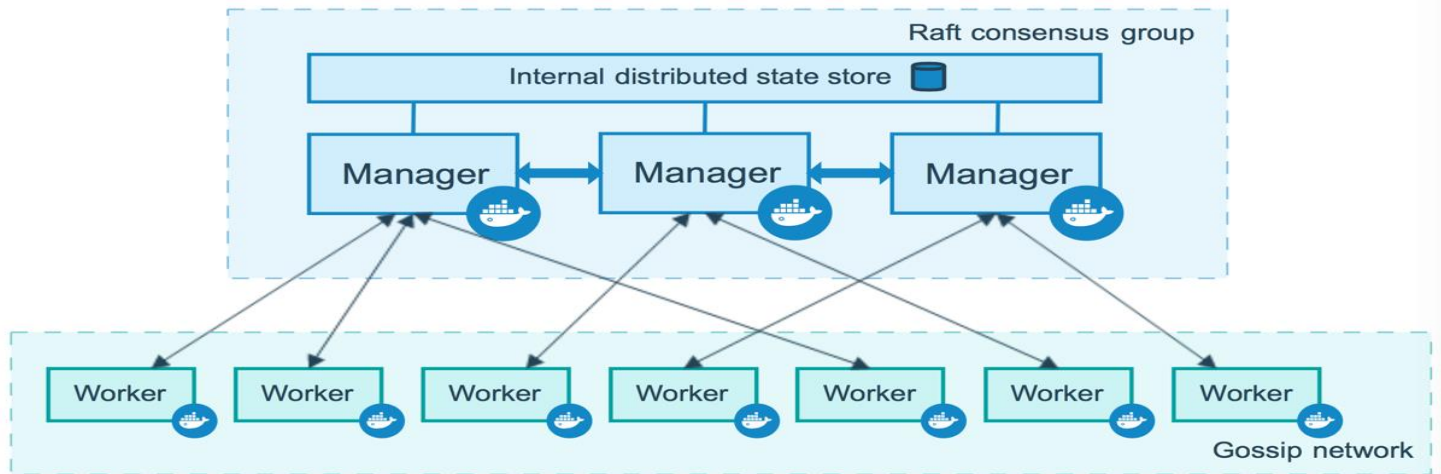 Raft consensus group
Internal distributed state store
Manager
Manager
Manager
Worker
Worker
Worker
Worker
Worker
Worker
Worker
Gossip network